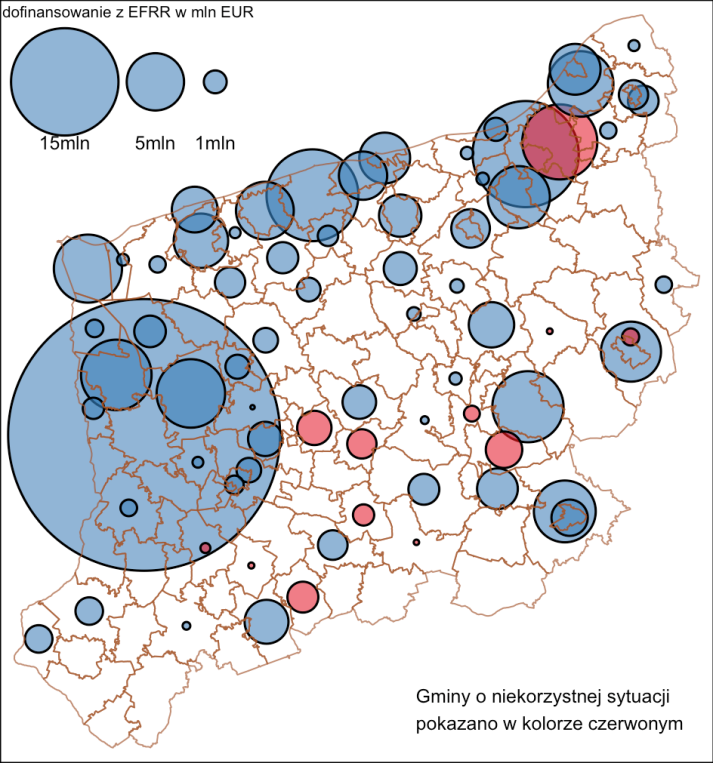 dofinansowanie z EFRR w mln EUR
15mln 5mln 1mln
Gminy o niekorzystnej sytuacji
pokazano w kolorze czerwonym